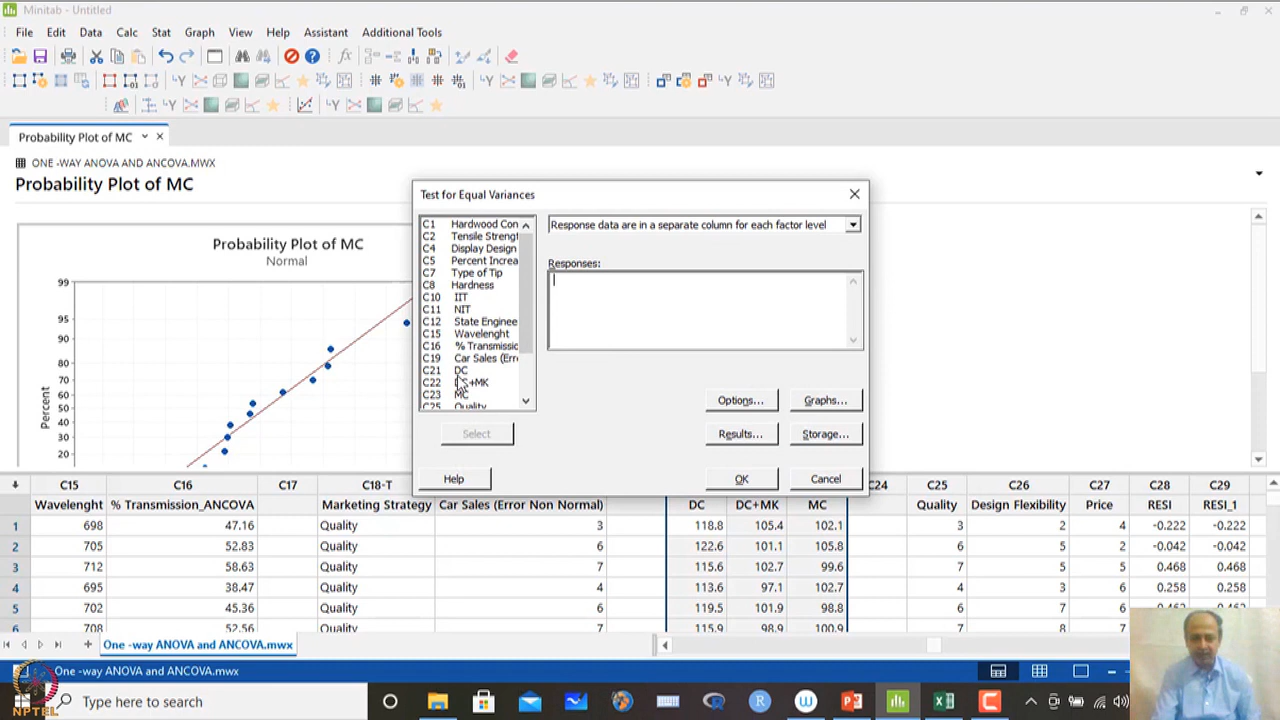 Minitab - Untitled
File Edit Data Calc Stat Graph View Help Assistant Additional Tools
Probability Plot of MC
ONE -WAY ANOVA AND ANCOVA.MWX
Probability Plot of MC
Probability Plot of MC
Normal
99
95
90
80
70
60
50
40
30
20
Percent
Test for Equal Variances
C1 Hardwood Con
C2 Tensile Strengt
C4 Display Design
C5 Percent Increa
C7 Type of Tip
C8 Hardness
C10 IIT
C11 NIT
C12 State Enginee
C15 Wavelenght
C16 % Transmissic
C19 Car Sales (Erre
C21 DC
C22 DC+MK
C23 MC
C25 Quality
Response data are in a separate column for each factor level
Responses:
Select
Options... Graphs...
Results... Storage...
Help OK Cancel
C15 C16 C17 C18-T C19 C24 C25 C26 C27 C28 C29
Wavelenght % Transmission_ANCOVA Marketing Strategy Car Sales (Error Non Normal) DC DC+MK MC Quality Design Flexibility Price RESI RESI_1
1 698 47.16 Quality 3 118.8 105.4 102.1 3 2 4 -0.222 -0.222
2 705 52.83 Quality 6 122.6 101.1 105.8 6 5 2 -0.042 -0.042
3 712 58.63 Quality 7 115.6 102.7 99.6 7 5 5 0.468 0.468
4 695 38.47 Quality 4 113.6 97.1 102.7 4 3 6 0.258 0.258
5 702 45.36 Quality 6 119.5 101.9 98.8 6 7 6 0.462 0.462
6 708 52.56 Quality 7 115.9 98.9 100.9 7 8 7
One -way ANOVA and ANCOVA.mwx
One -way ANOVA and ANCOVA.mwx
Type here to search
NPTEL